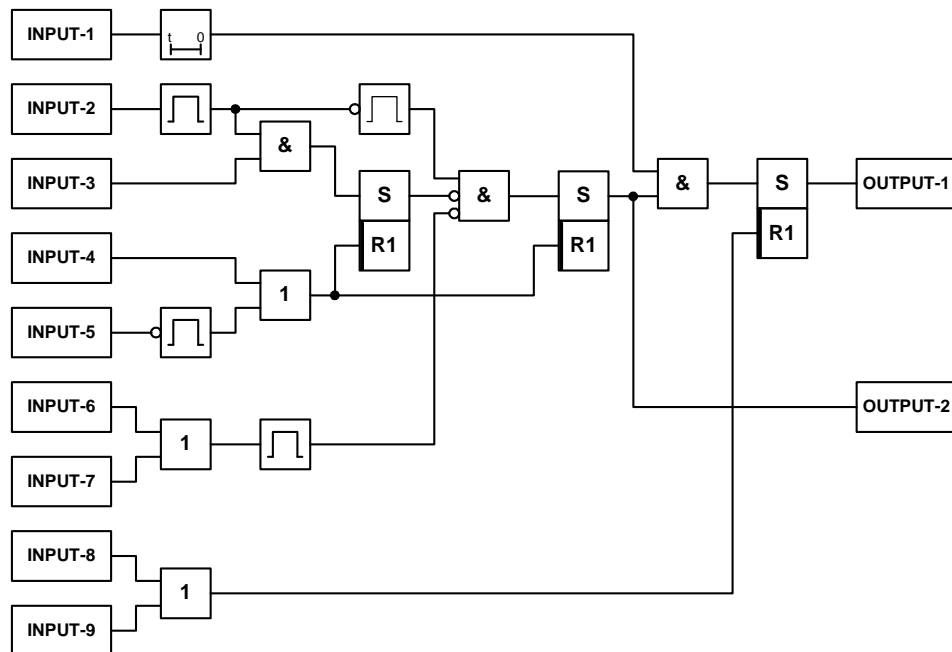 INPUT-1
t 0
INPUT-2
&
INPUT-3
S
&
S
&
S
OUTPUT-1
R1
R1
R1
INPUT-4
1
INPUT-5
INPUT-6
OUTPUT-2
1
INPUT-7
INPUT-8
1
INPUT-9